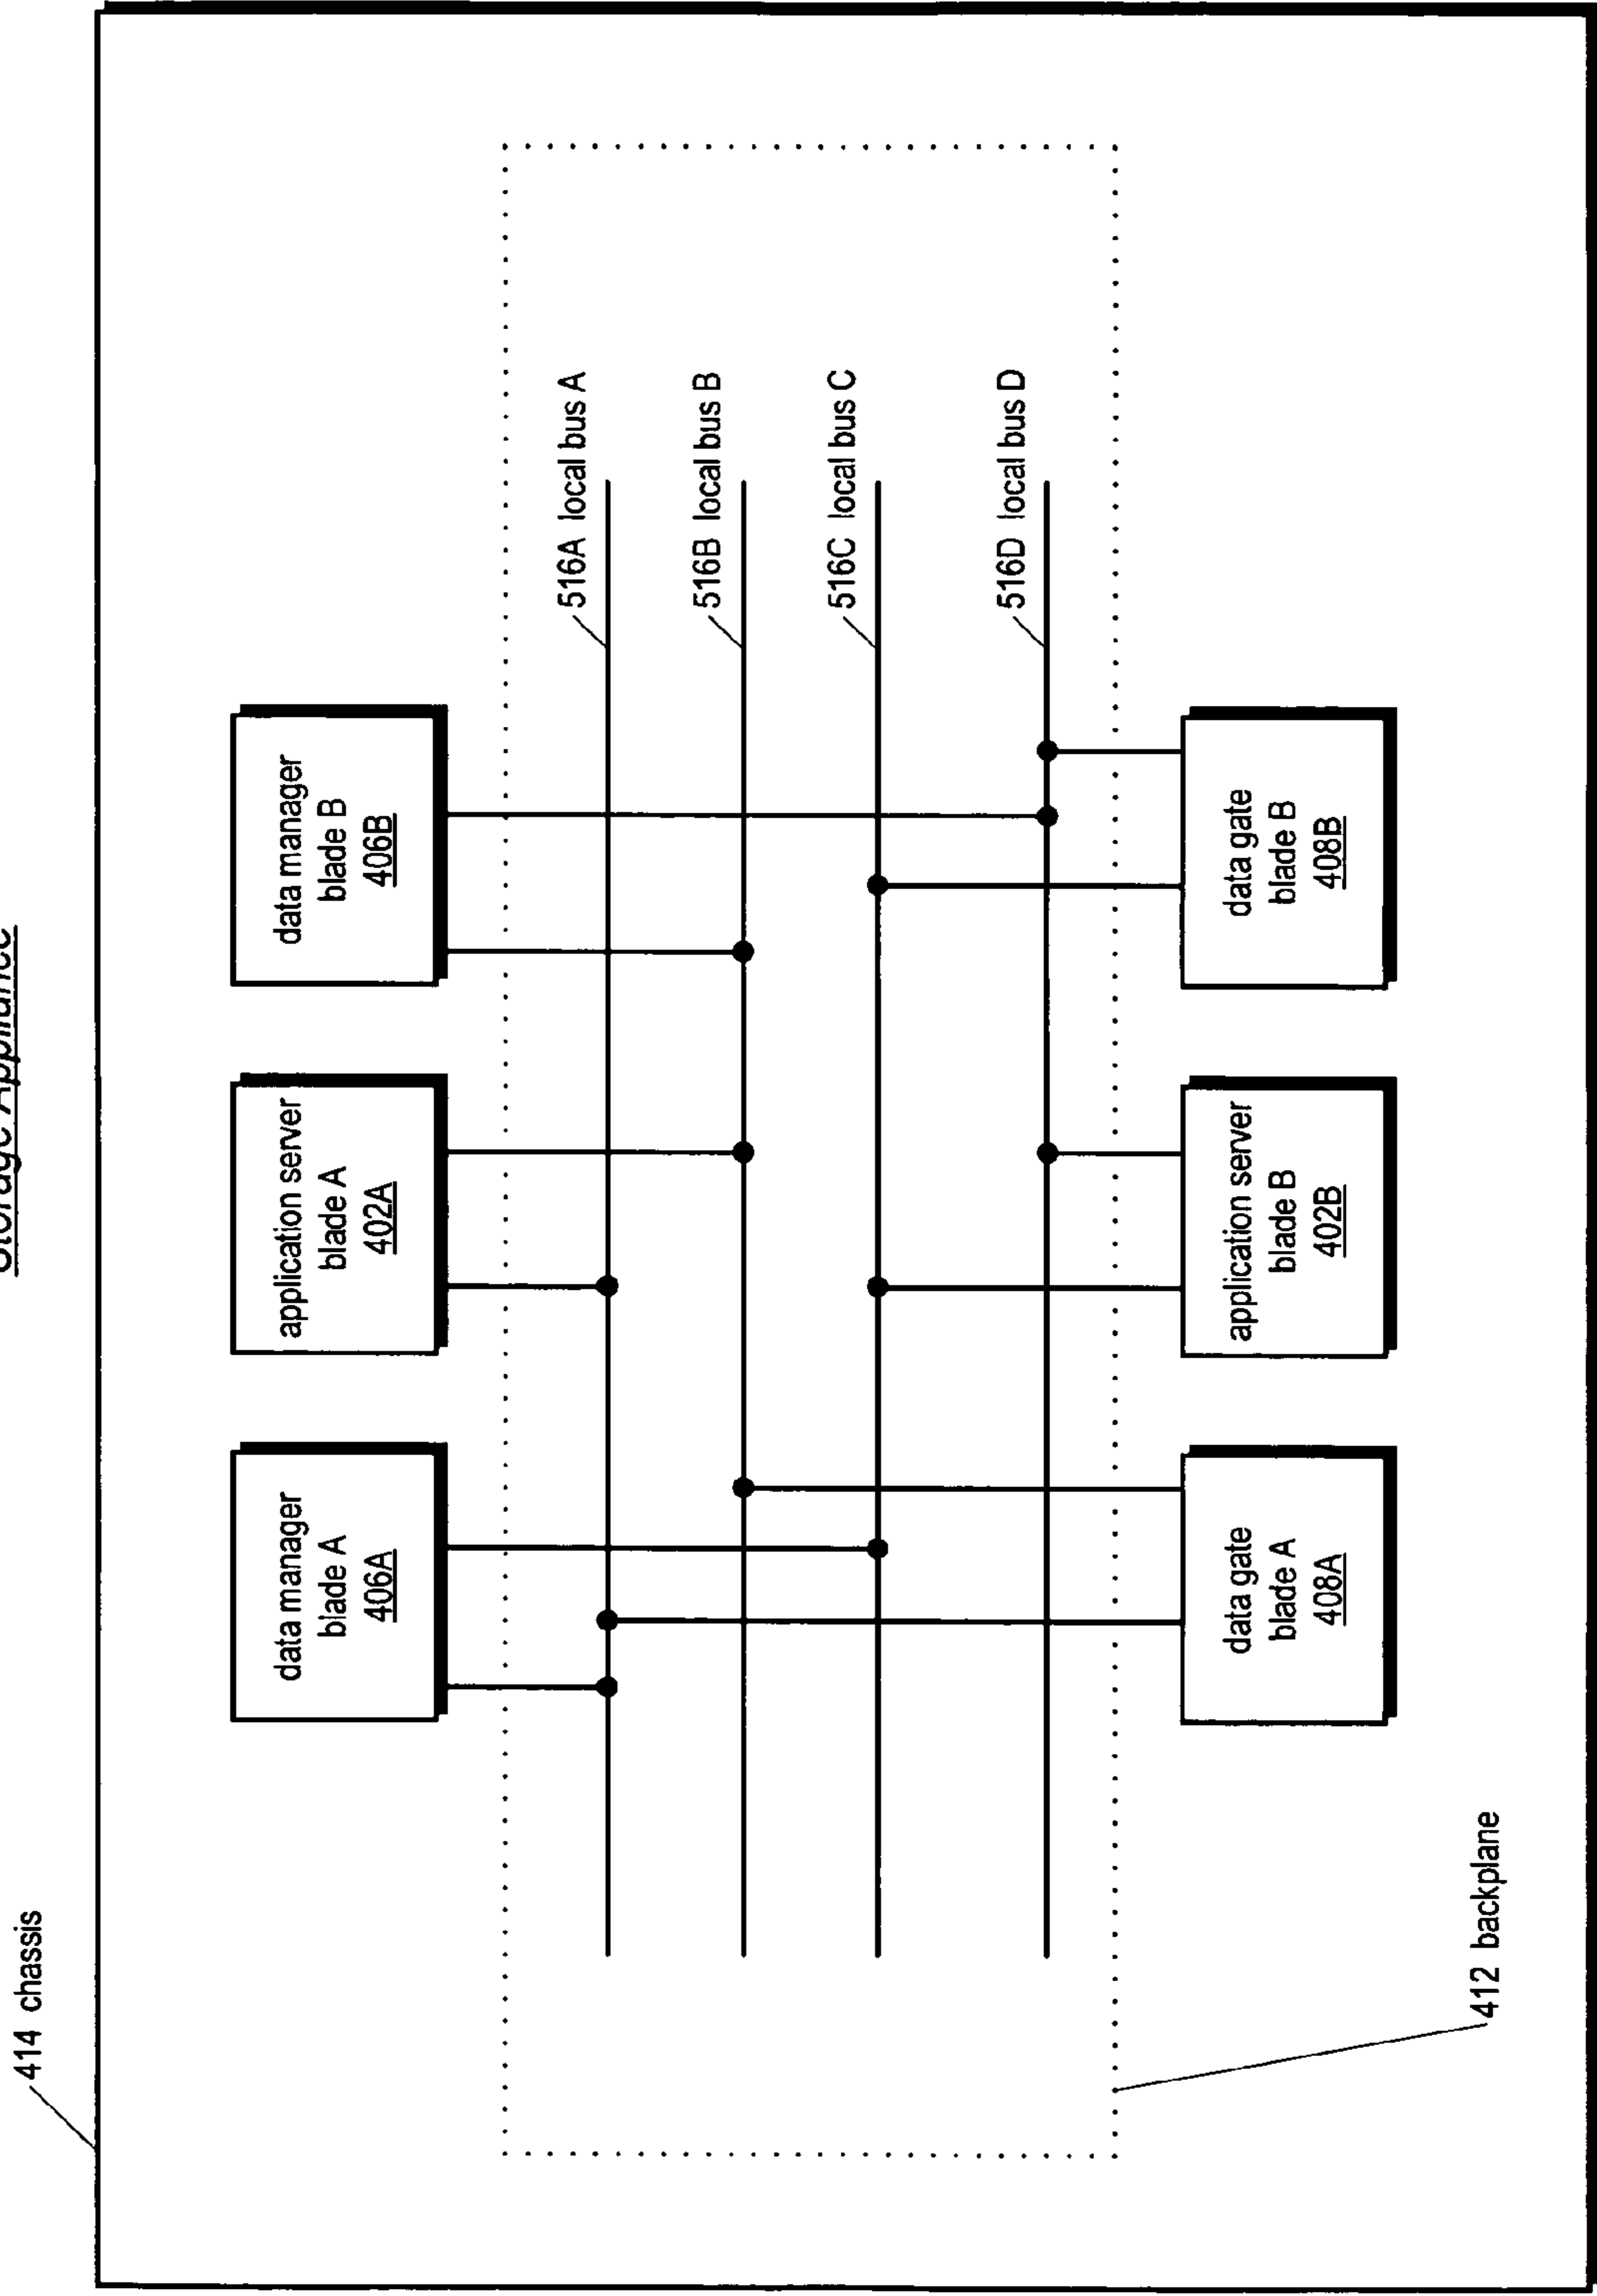 Storage Appliance
414 chassis
data manager
blade A
406A
application server
blade A
402A
data manager
blade B
406B
516A local bus A
516B local bus B
516C local bus C
516D local bus D
data gate
blade A
408A
application server
blade B
402B
data gate
blade B
408B
412 backplane